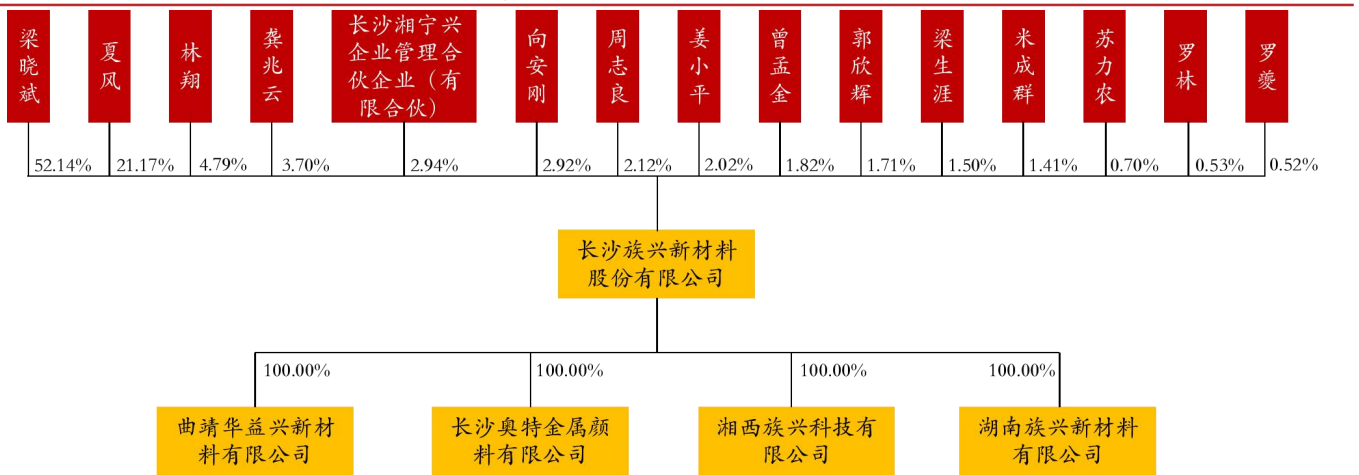 梁晓斌
夏风
林翔
龚兆云
长沙湘宁兴
企业管理合
伙企业（有
限合伙）
向安刚
周志良
姜小平
曾孟金
郭欣辉
梁生涯
米成群
苏力农
罗林
罗夔
52.14%
21.17%
4.79%
3.70%
2.94%
2.92%
2.12%
2.02%
1.82%
1.71%
1.50%
1.41%
0.70%
0.53%
0.52%
长沙族兴新材料
股份有限公司
100.00%
100.00%
100.00%
100.00%
曲靖华益兴新材
料有限公司
长沙奥特金属颜
料有限公司
湘西族兴科技有
限公司
湖南族兴新材料
有限公司